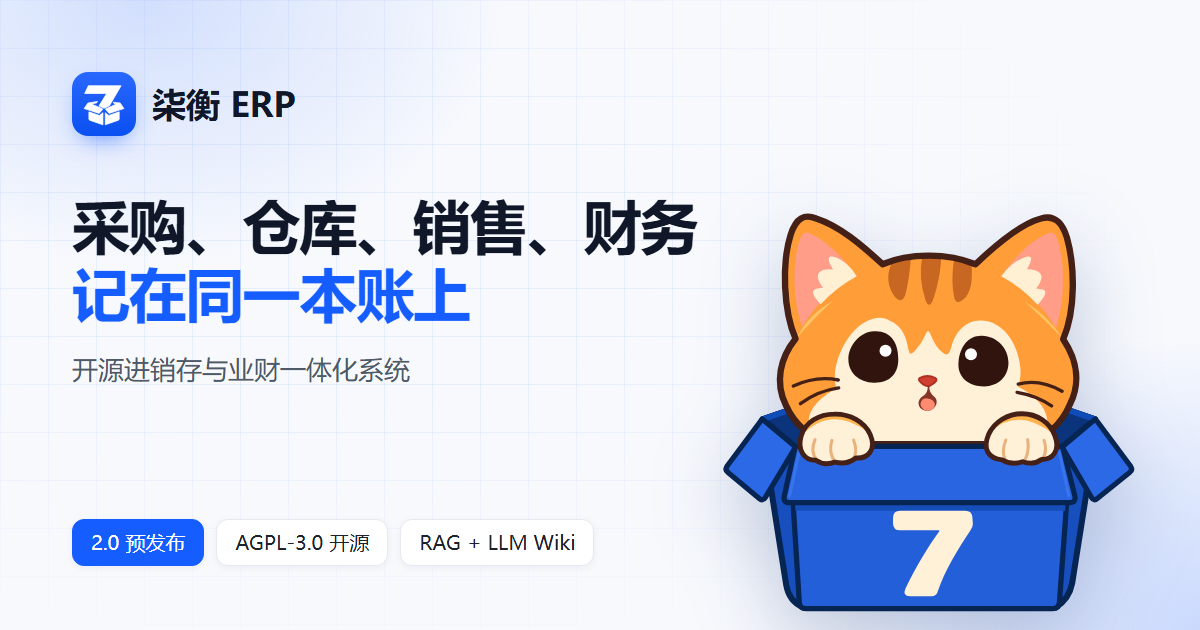 柒衡 ERP
采购、仓库、销售、财务
记在同一本账上
开源进销存与业财一体化系统
2.0 预发布
AGPL-3.0 开源
RAG + LLM Wiki
7